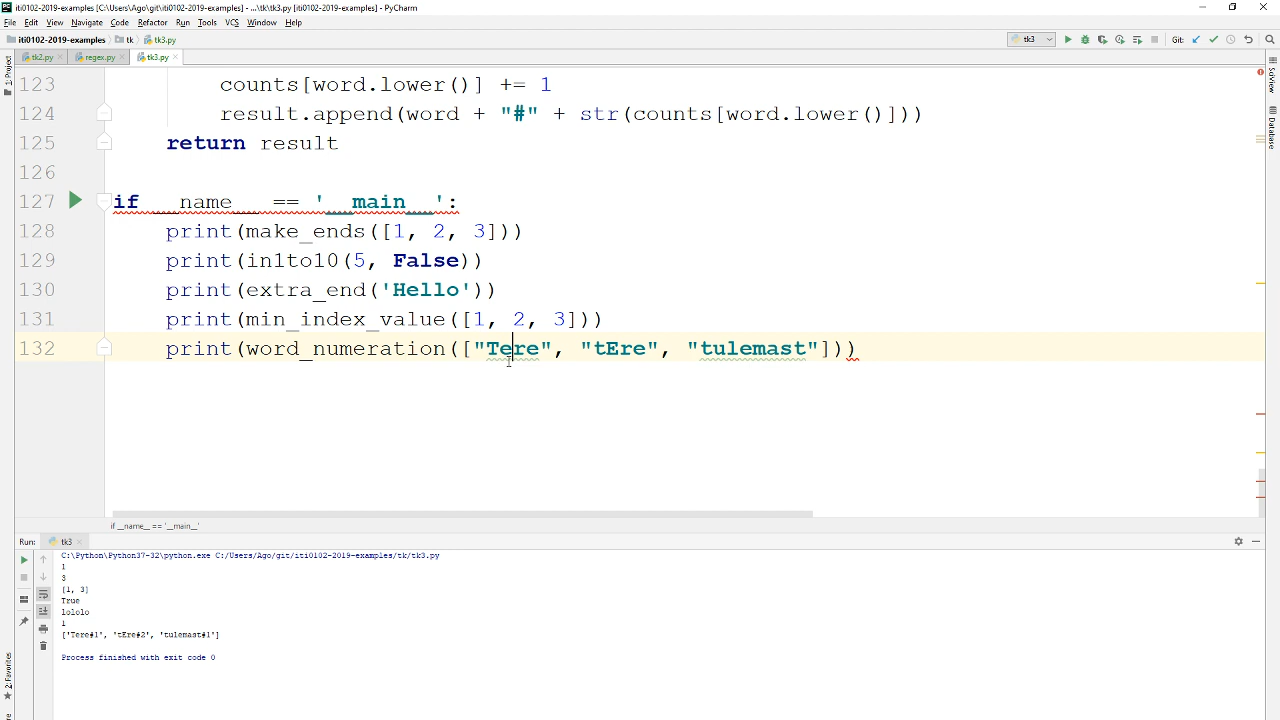 iti0102-2019-examples [C:\Users\Ago\git\iti0102-2019-examples] - ...\tk\tk3.py [iti0102-2019-examples] - PyCharm
File Edit View Navigate Code Refactor Run Tools VCS Window Help
iti0102-2019-examples tk tk3.py tk3 Git:
tk2.py regex.py tk3.py
1: Project
SciView
Database
123 counts[word.lower()] += 1
124 result.append(word + "#" + str(counts[word.lower()]))
125 return result
126
127 if __name__ == '__main__':
128 print(make_ends([1, 2, 3]))
129 print(in1to10(5, False))
130 print(extra_end('Hello'))
131 print(min_index_value([1, 2, 3]))
132 print(word_numeration(["Tere", "tEre", "tulemast"]))
if __name__ == '__main__'
Run: tk3
C:\Python\Python37-32\python.exe C:/Users/Ago/git/iti0102-2019-examples/tk/tk3.py
1
3
[1, 3]
True
lololo
1
['Tere#1', 'tEre#2', 'tulemast#1']
Process finished with exit code 0
2: Favorites